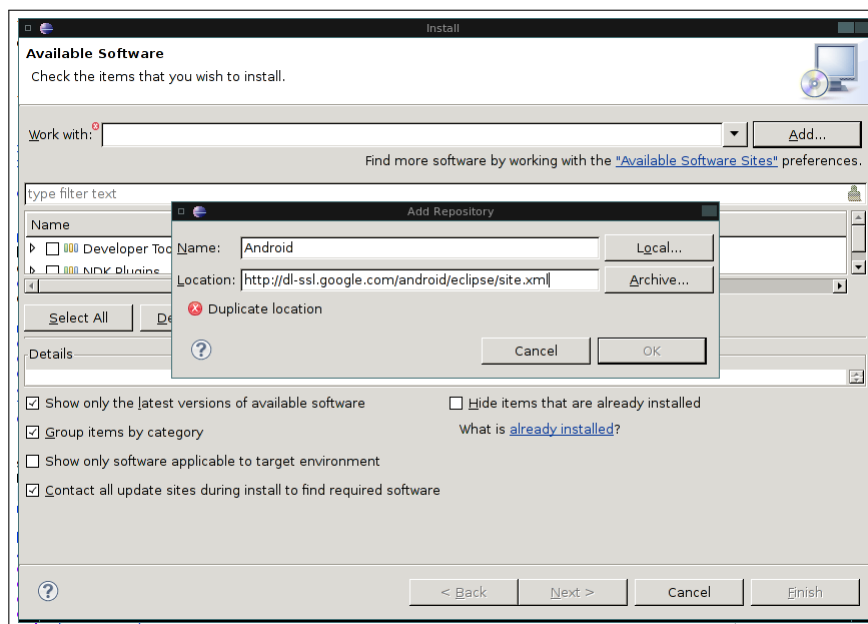 Install
Available Software
Check the items that you wish to install.
Work with:
Add...
Find more software by working with the "Available Software Sites" preferences.
type filter text
Name
Developer Too
NDK Plugins
Select All
De
Add Repository
Name: Android
Local...
Location: http://dl-ssl.google.com/android/eclipse/site.xml
Archive...
Duplicate location
?
Cancel
OK
Details
Show only the latest versions of available software
Hide items that are already installed
Group items by category
What is already installed?
Show only software applicable to target environment
Contact all update sites during install to find required software
?
< Back
Next >
Cancel
Finish